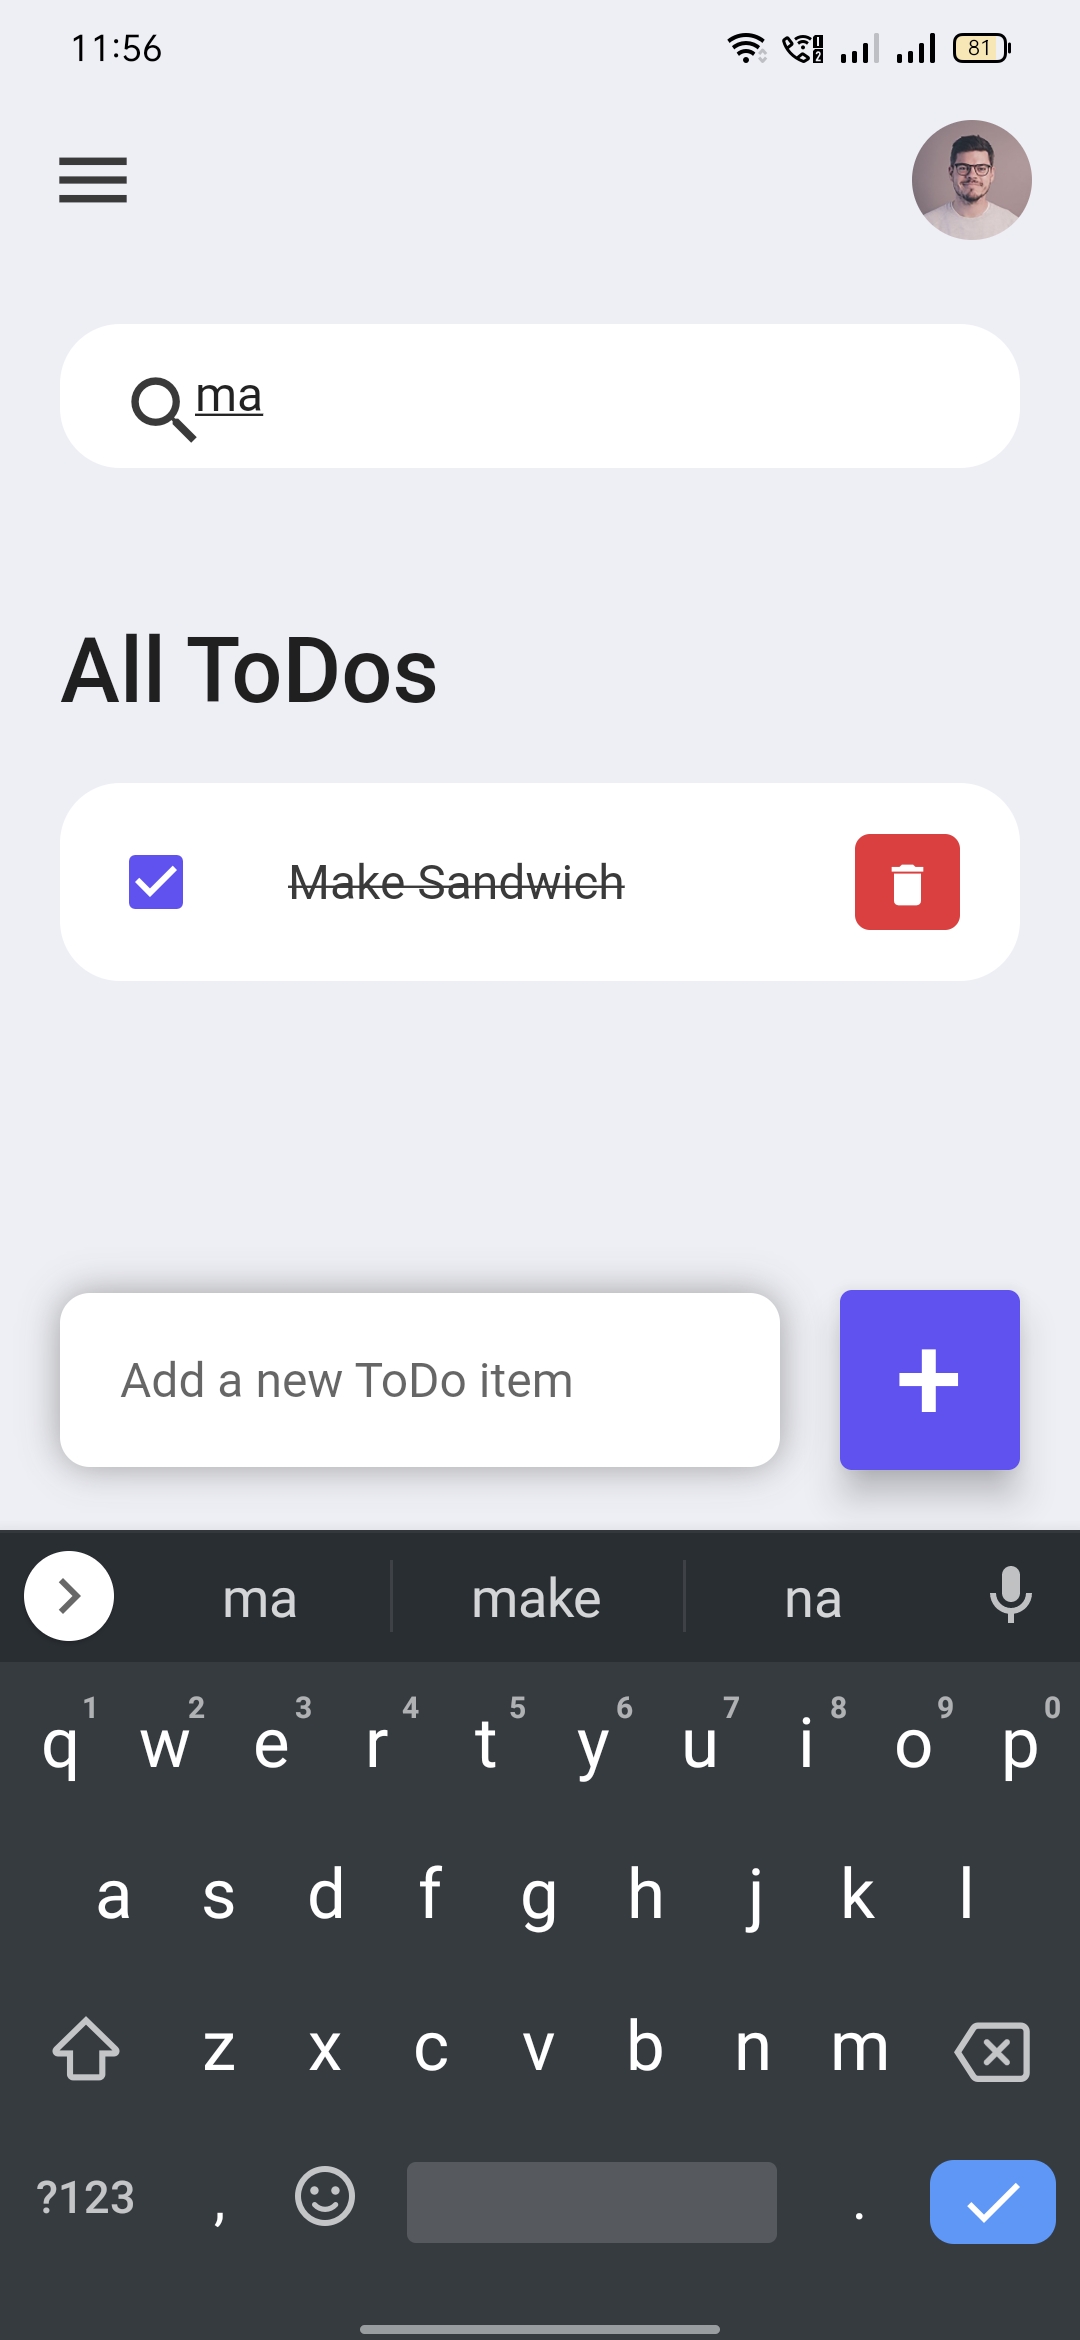 11:56
81
ma
All ToDos
Make Sandwich
Add a new ToDo item
ma make na
1 2 3 4 5 6 7 8 9 0
q w e r t y u i o p
a s d f g h j k l
z x c v b n m
?123 , .